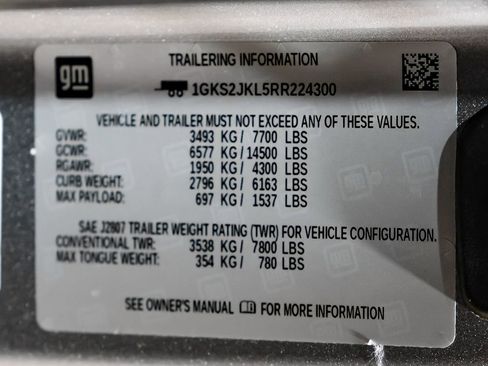 gm
TRAILERING INFORMATION
1GKS2JKL5RR224300
VEHICLE AND TRAILER MUST NOT EXCEED ANY OF THESE VALUES.
GVWR: 3493 KG/ 7700 LBS
GCWR: 6577 KG/ 14500 LBS
RGAWR: 1950 KG/ 4300 LBS
CURB WEIGHT: 2796 KG/ 6163 LBS
MAX PAYLOAD: 697 KG/ 1537 LBS
SAE J2807 TRAILER WEIGHT RATING (TWR) FOR VEHICLE CONFIGURATION.
CONVENTIONAL TWR: 3538 KG/ 7800 LBS
MAX TONGUE WEIGHT: 354 KG/ 780 LBS
SEE OWNER'S MANUAL FOR MORE INFORMATION